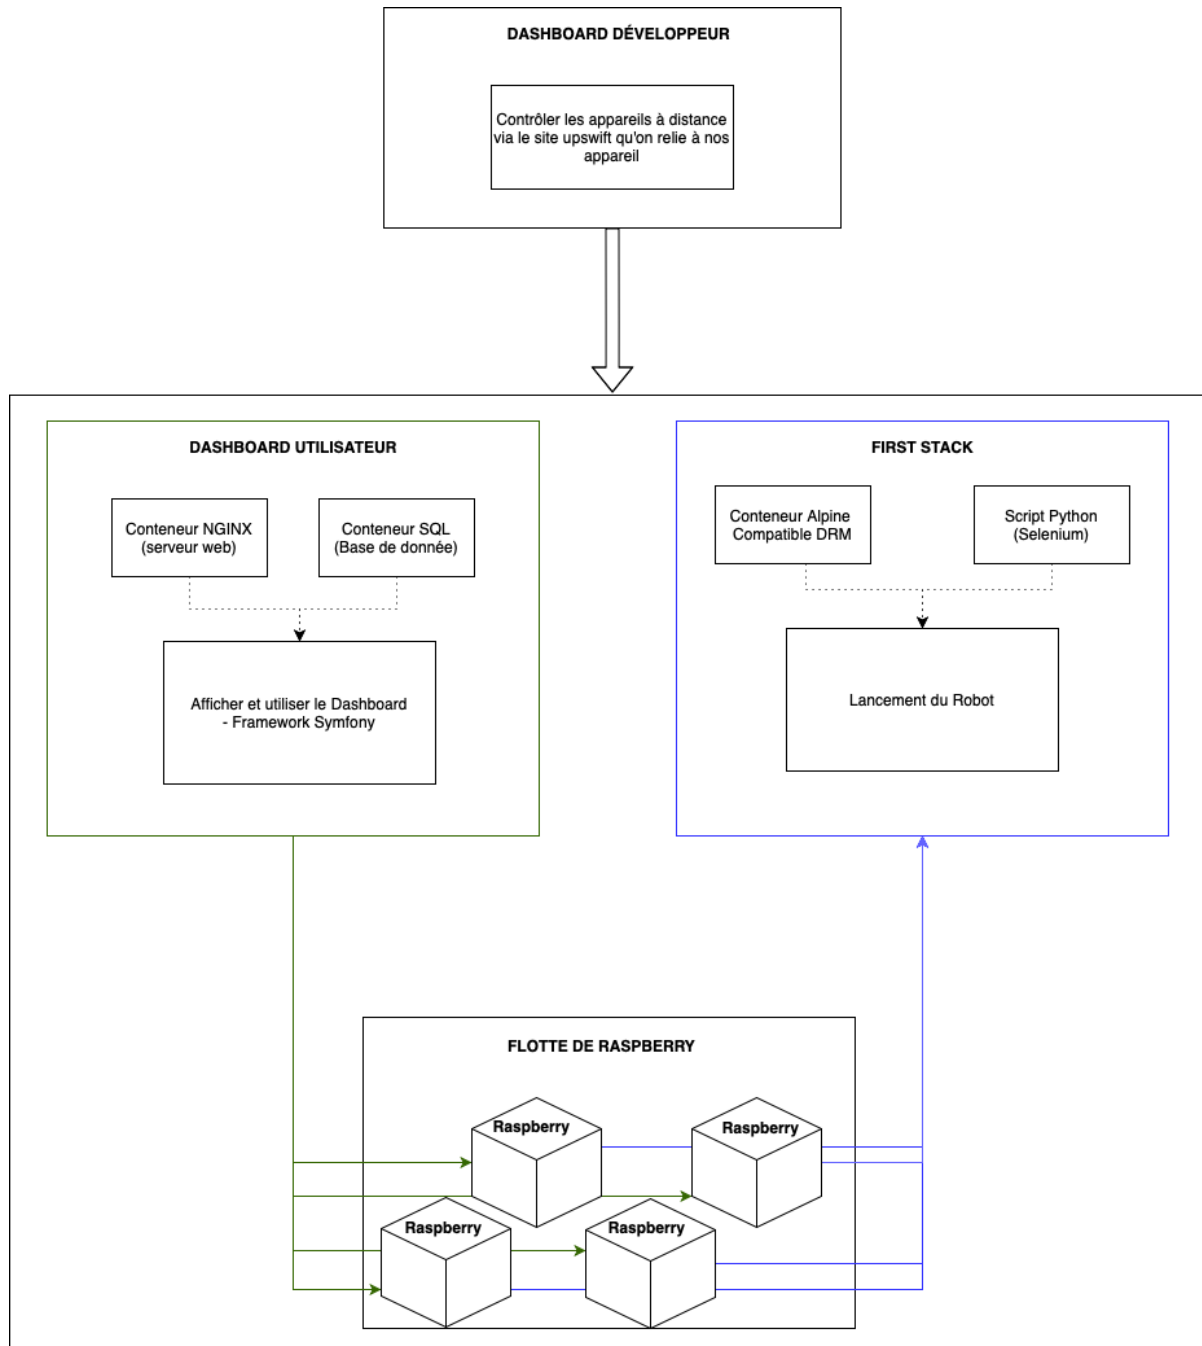 DASHBOARD DÉVELOPPEUR
Contrôler les appareils à distance
via le site upswift qu'on relie à nos
appareil
DASHBOARD UTILISATEUR
Conteneur NGINX
(serveur web)
Conteneur SQL
(Base de donnée)
Afficher et utiliser le Dashboard
- Framework Symfony
FIRST STACK
Conteneur Alpine
Compatible DRM
Script Python
(Selenium)
Lancement du Robot
FLOTTE DE RASPBERRY
Raspberry
Raspberry
Raspberry
Raspberry